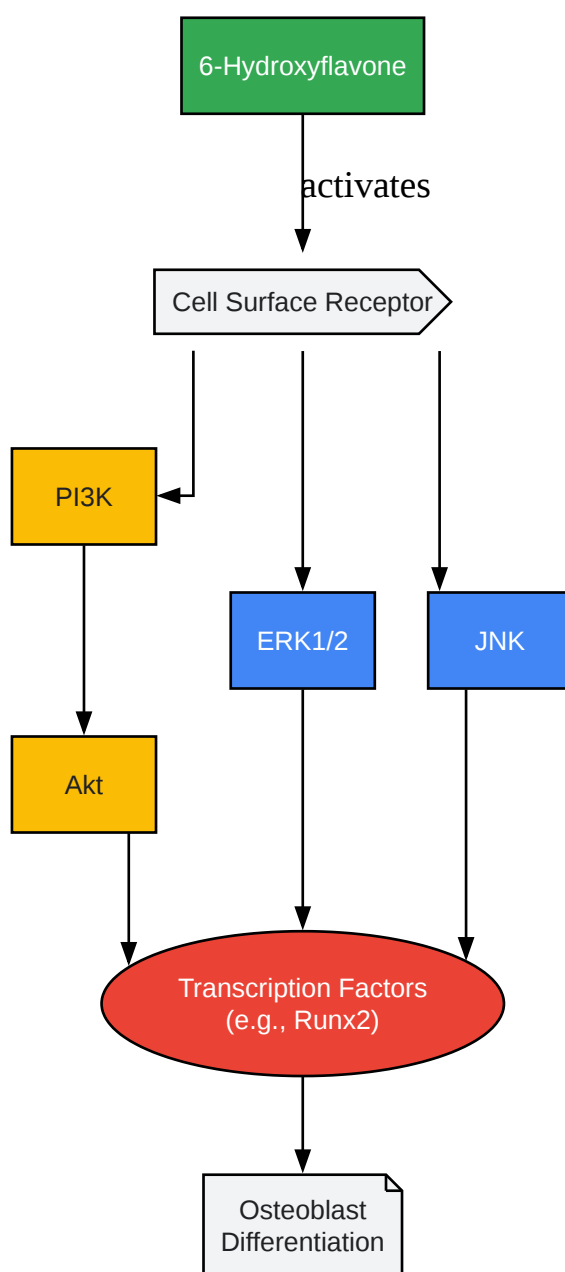 6-Hydroxyflavone
activates
Cell Surface Receptor
PI3K
ERK1/2
JNK
Akt
Transcription Factors
(e.g., Runx2)
Osteoblast
Differentiation